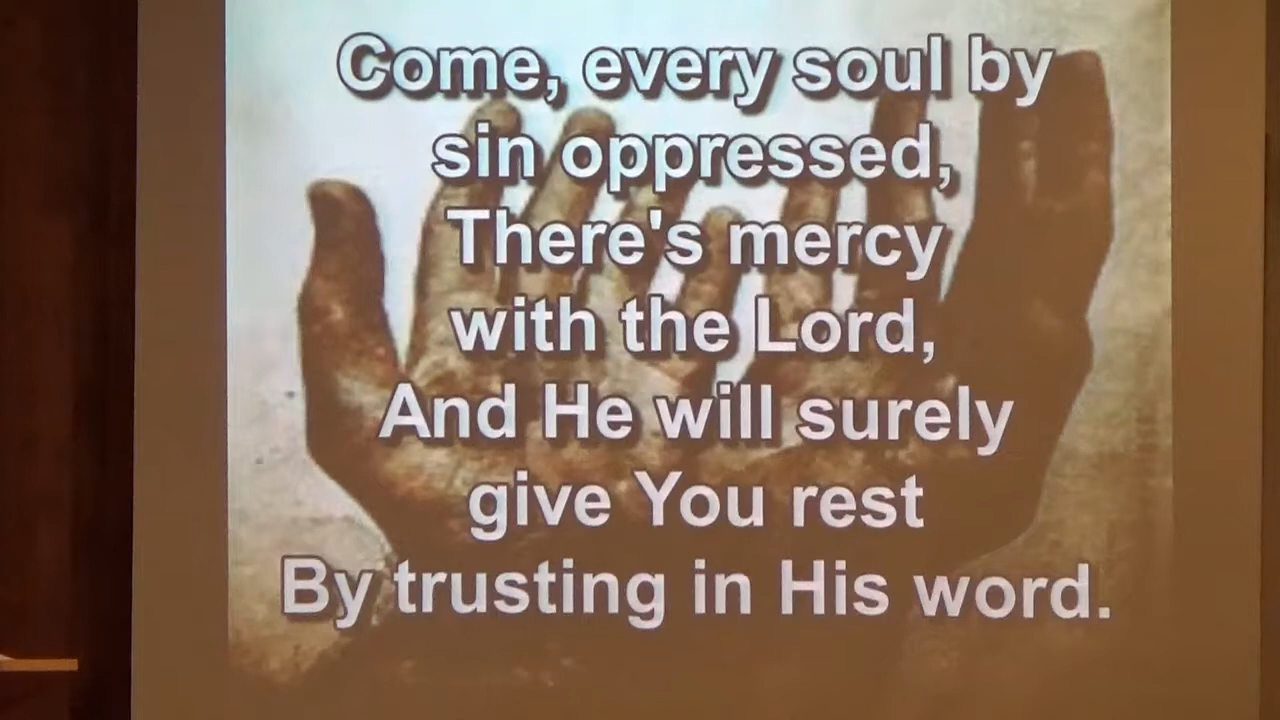 Come, every soul by
sin oppressed,
There's mercy
with the Lord,
And He will surely
give You rest
By trusting in His word.